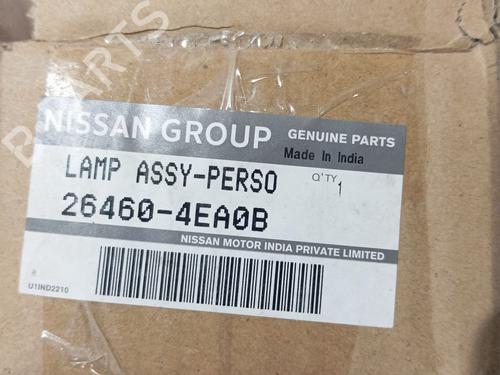 PARTS
NISSAN GROUP GENUINE PARTS
Made In India
LAMP ASSY-PERSO Q'TY
1
26460-4EA0B
NISSAN MOTOR INDIA PRIVATE LIMITED
U1IND2210